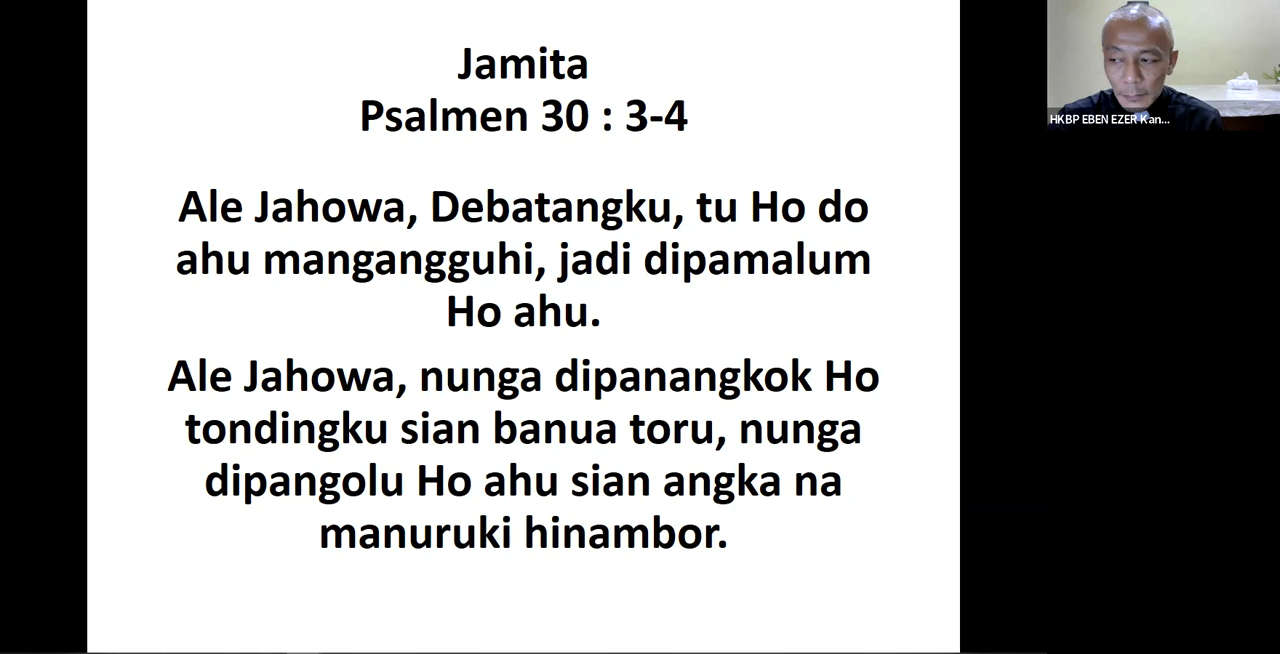 Jamita
Psalmen 30 : 3-4
Ale Jahowa, Debatangku, tu Ho do
ahu manangguhi, jadi dipamalum
Ho ahu.
Ale Jahowa, nunga dipanangkok Ho
tondingku sian banua toru, nunga
dipangolu Ho ahu sian angka na
manuruki hinambor.
HKBP EBEN EZER Kan...